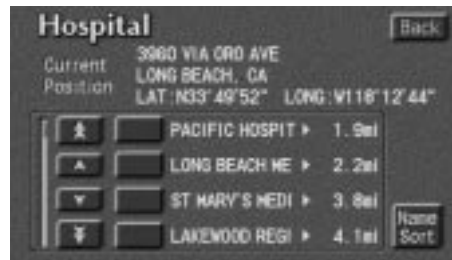 Hospital
Back
Current
Position
3960 VIA ORO AVE
LONG BEACH, CA
LAT:N33°49'52" LONG:W118°12'44"
PACIFIC HOSPIT 1.9mi
LONG BEACH ME 2.2mi
ST MARY'S MEDI 3.8mi
LAKEWOOD REGI 4.1mi
Name
Sort